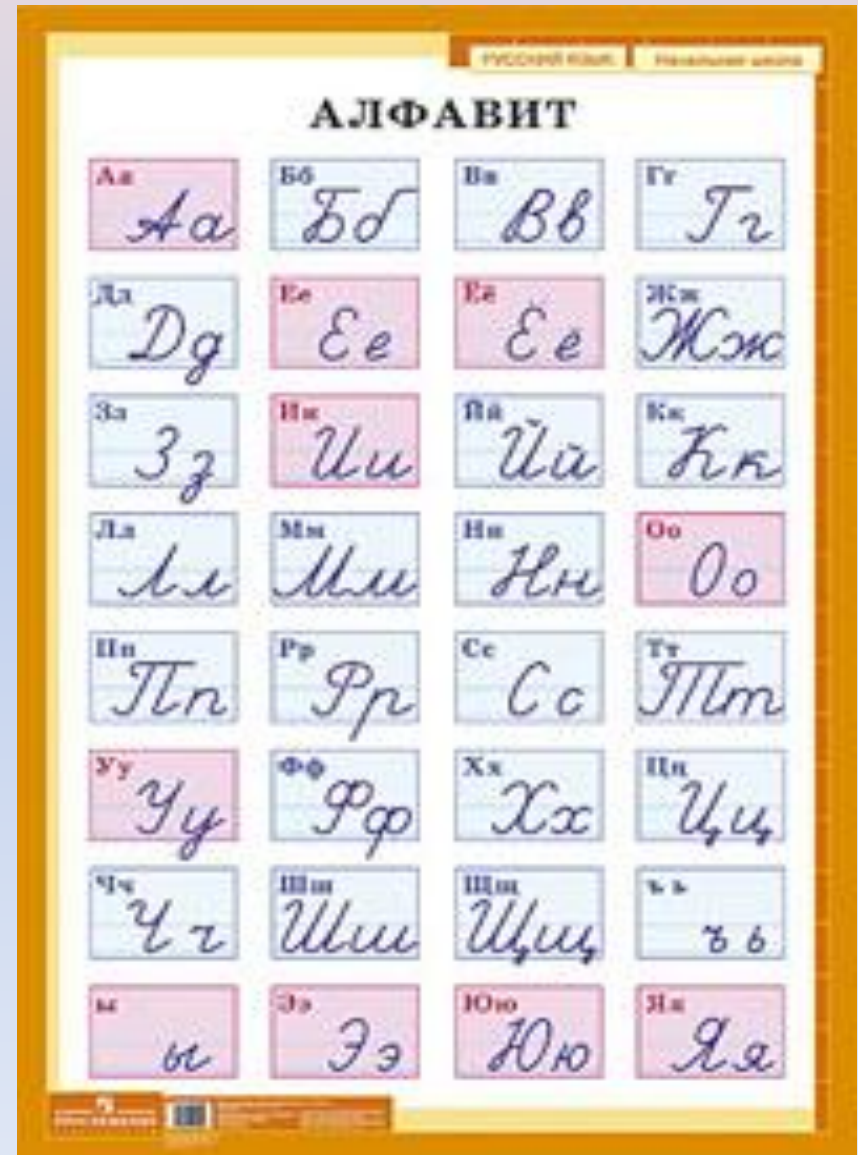 РУССКИЙ ЯЗЫК Начальная школа
АЛФАВИТ
Аа Бб Вв Гг
Аа Бб Вв Гг
Дд Ее Ёё Жж
Дд Ее Ёё Жж
Зз Ии Йй Кк
Зз Ии Йй Кк
Лл Мм Нн Оо
Лл Мм Нн Оо
Пп Рр Сс Тт
Пп Рр Сс Тт
Уу Фф Хх Цц
Уу Фф Хх Цц
Чч Шш Щщ ъ ь
Чч Шш Щщ ъ ь
ы Ээ Юю Яя
ы Ээ Юю Яя
ПРОСВЕЩЕНИЕ